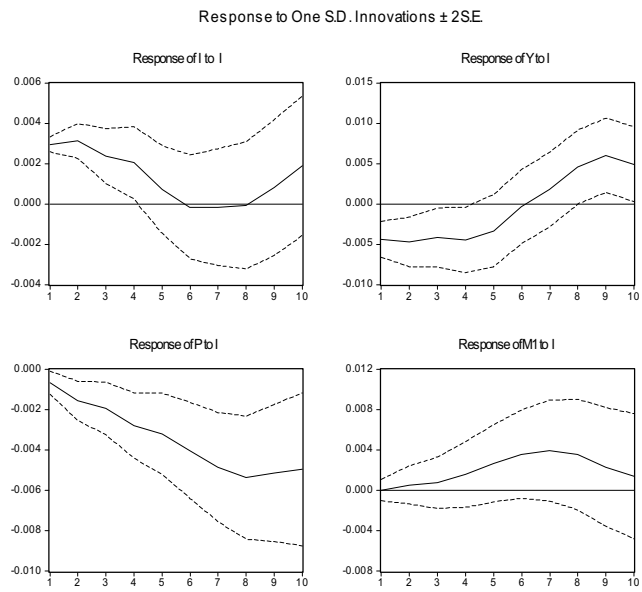 Response to One S.D. Innovations ± 2 S.E.
Response of I to I
0.006
0.004
0.002
0.000
-0.002
-0.004
1 2 3 4 5 6 7 8 9 10
Response of Y to I
0.015
0.010
0.005
0.000
-0.005
-0.010
1 2 3 4 5 6 7 8 9 10
Response of P to I
0.000
-0.002
-0.004
-0.006
-0.008
-0.010
1 2 3 4 5 6 7 8 9 10
Response of M1 to I
0.012
0.008
0.004
0.000
-0.004
-0.008
1 2 3 4 5 6 7 8 9 10